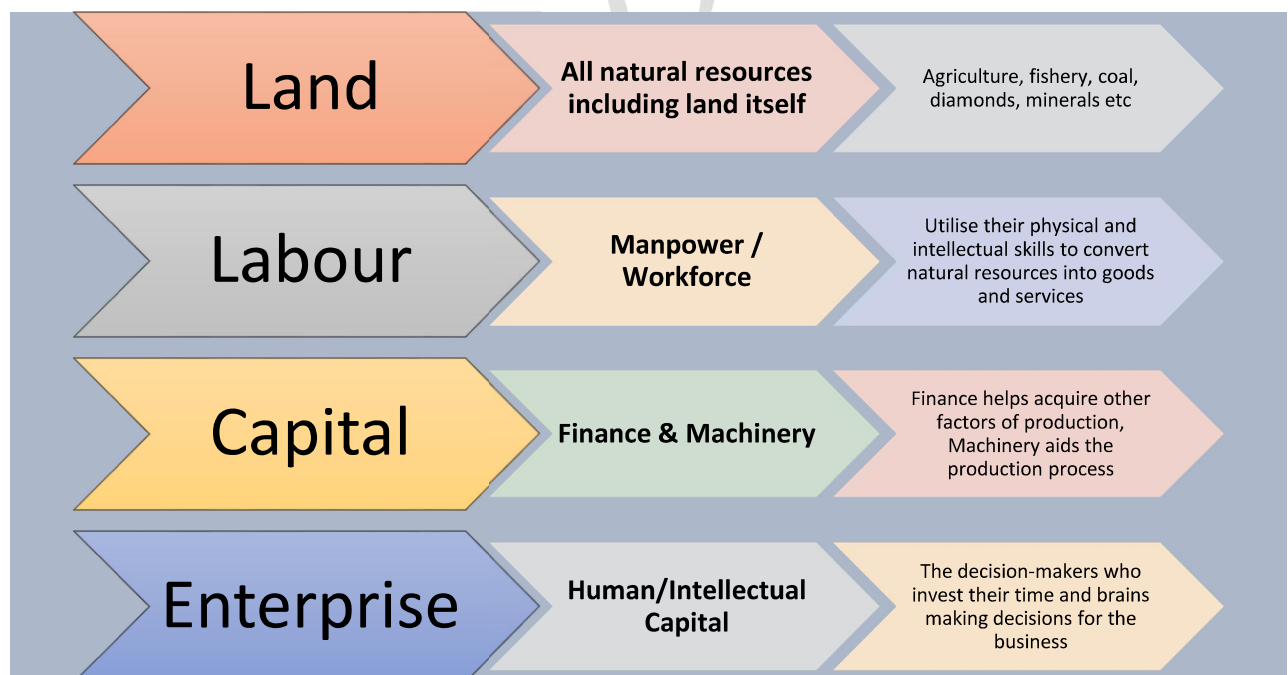 Land
All natural resources
including land itself
Agriculture, fishery, coal,
diamonds, minerals etc
Labour
Manpower /
Workforce
Utilise their physical and
intellectual skills to convert
natural resources into goods
and services
Capital
Finance & Machinery
Finance helps acquire other
factors of production,
Machinery aids the
production process
Enterprise
Human/Intellectual
Capital
The decision-makers who
invest their time and brains
making decisions for the
business